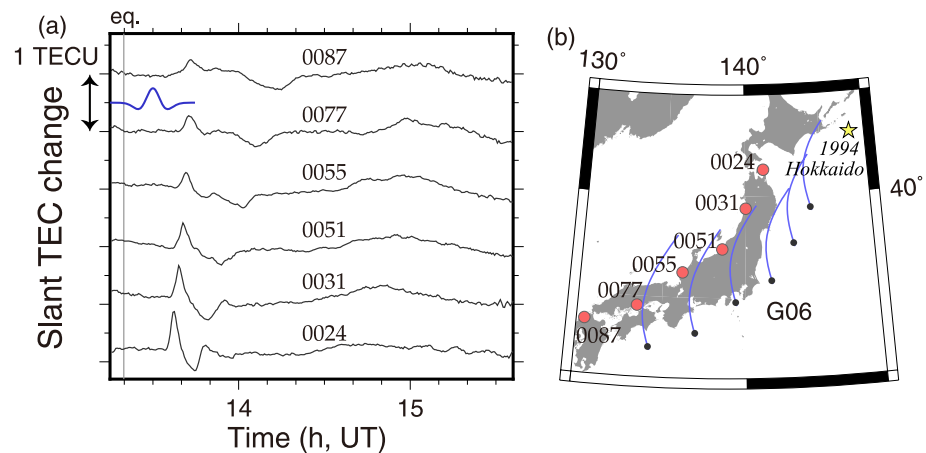 (a)
eq.
1 TECU
Slant TEC change
0087
0077
0055
0051
0031
0024
14
15
Time (h, UT)
(b)
130°
140°
40°
1994
Hokkaido
0024
0031
0051
0055
0077
0087
G06